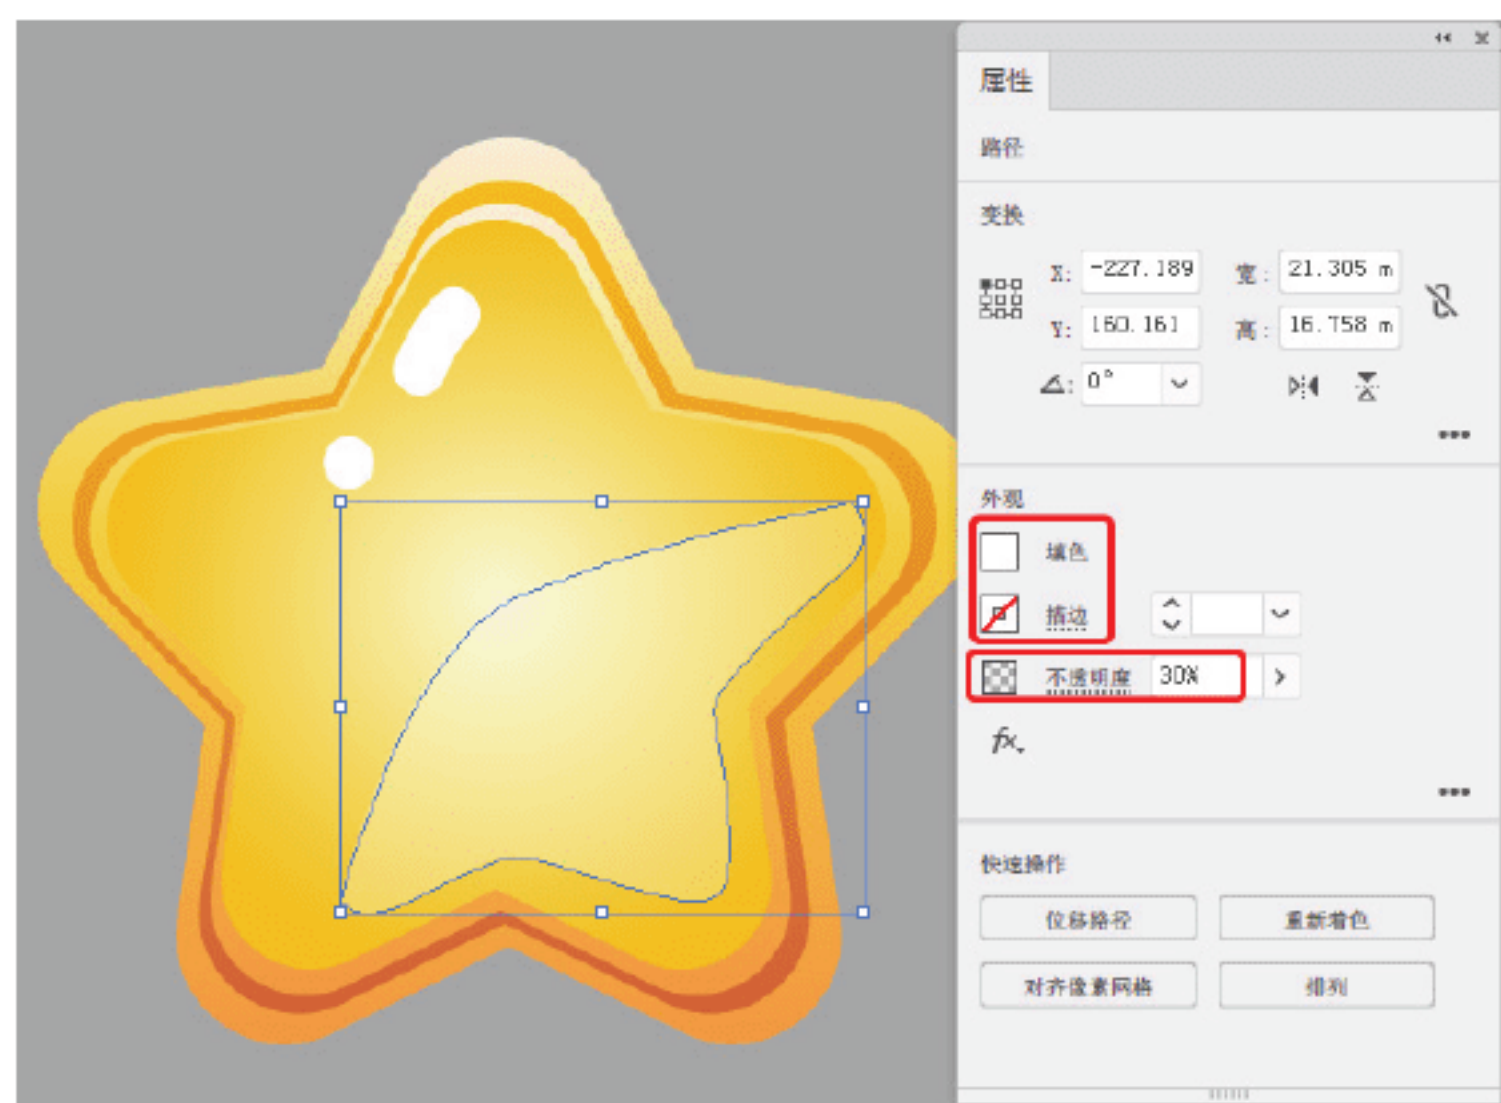 属性
路径
变换
X: -227.189 宽: 21.305 m
Y: 160.161 高: 16.758 m
0°
外观
填色
描边
不透明度 30%
fx
快速操作
位移路径 重新着色
对齐像素网格 排列